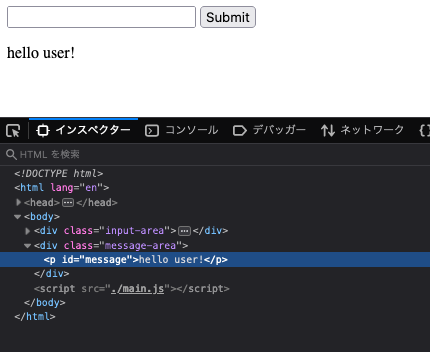 Submit
hello user!
インスペクター コンソール デバッガー ネットワーク {}
HTML を検索
<!DOCTYPE html>
<html lang="en">
<head> ••• </head>
<body>
<div class="input-area"> ••• </div>
<div class="message-area">
<p id="message">hello user!</p>
</div>
<script src="./main.js"></script>
</body>
</html>